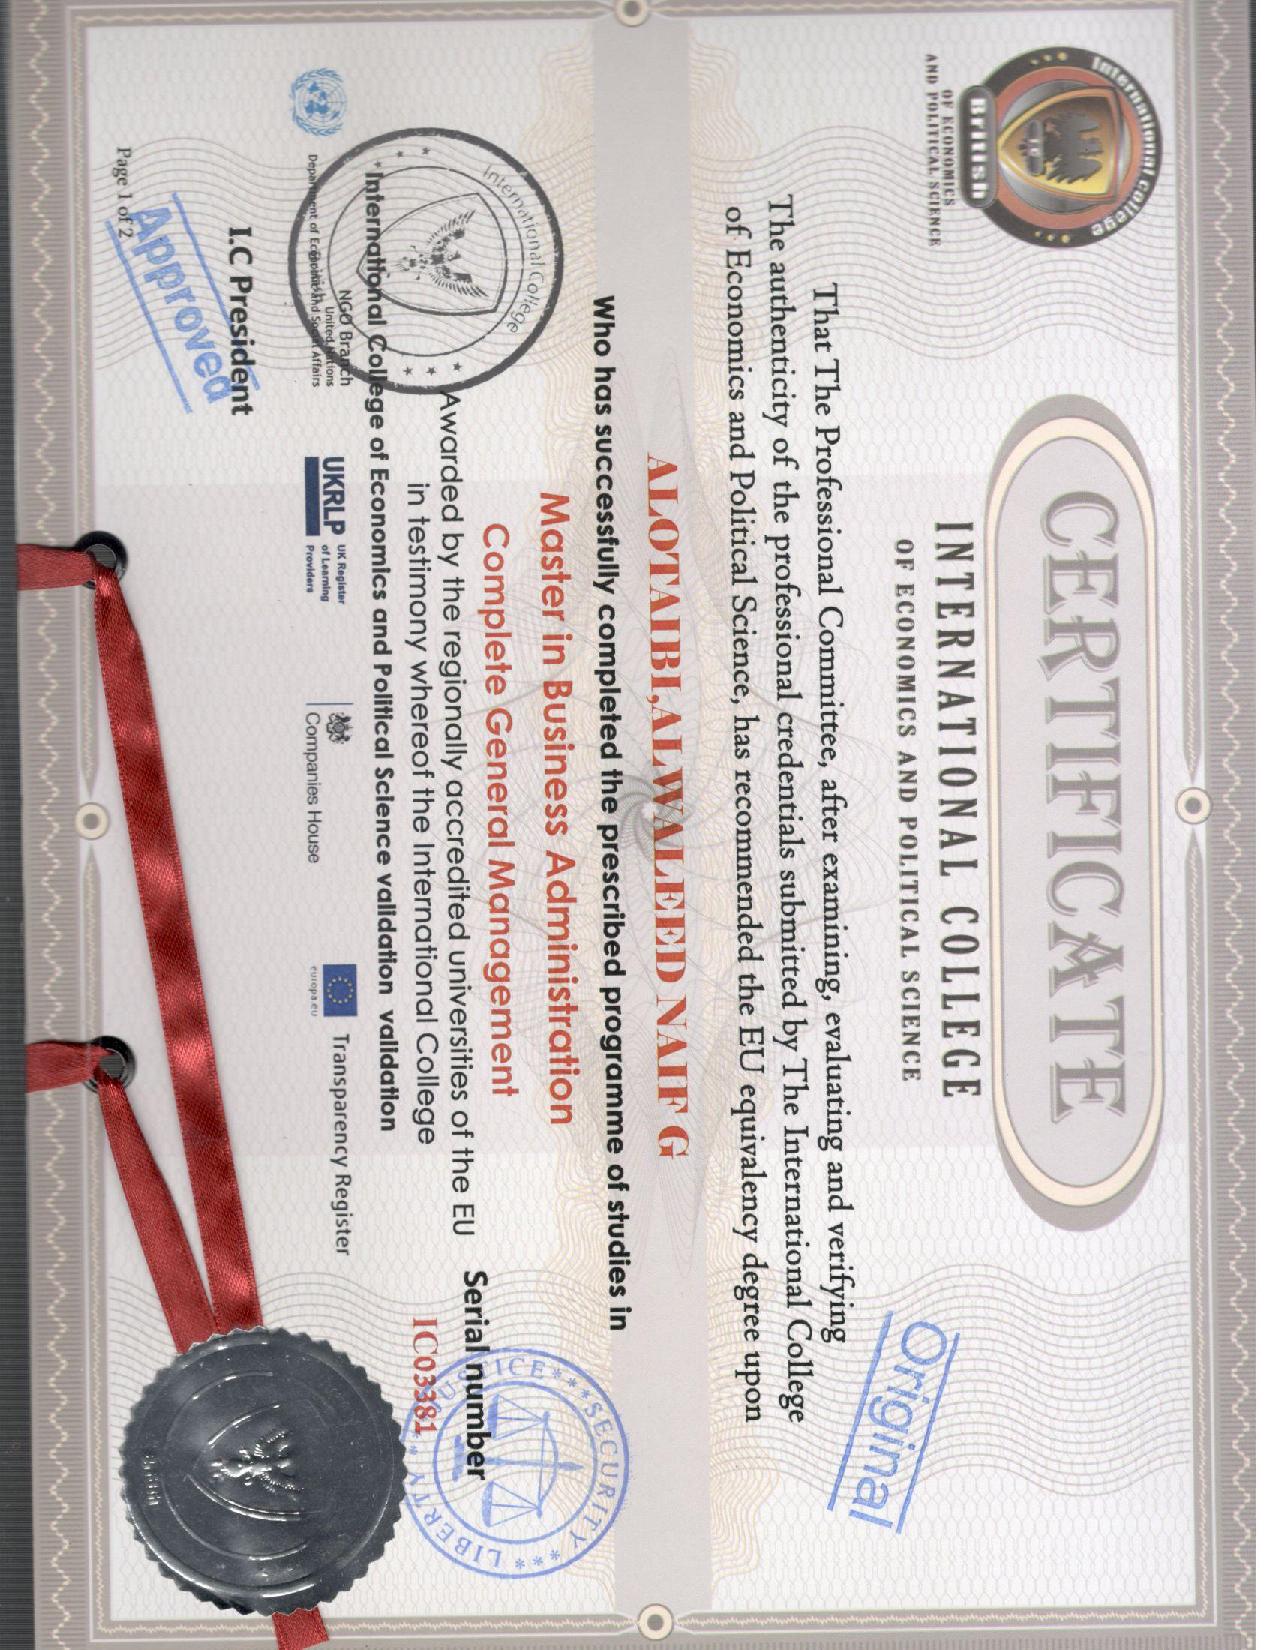 International college
IC
British
OF ECONOMICS
AND POLITICAL SCIENCE
CERTIFICATE
INTERNATIONAL COLLEGE
OF ECONOMICS AND POLITICAL SCIENCE
Original
That The Professional Committee, after examining, evaluating and verifying
The authenticity of the professional credentials submitted by The International College
of Economics and Political Science, has recommended the EU equivalency degree upon
ALOTAIBI,ALWALEED NAIF G
Who has successfully completed the prescribed programme of studies in
Master in Business Administration
Complete General Management
Awarded by the regionally accredited universities of the EU
in testimony whereof the International College
International College of Economics and Political Science validation validation
International College
British
SECURITY *** LIBERTY
Serial number
IC03381
NGO Branch
United Nations
Department of Economic and Social Affairs
UKRLP
UK Register
of Learning
Providers
Companies House
europa.eu
Transparency Register
I.C President
Approved
Page 1 of 2